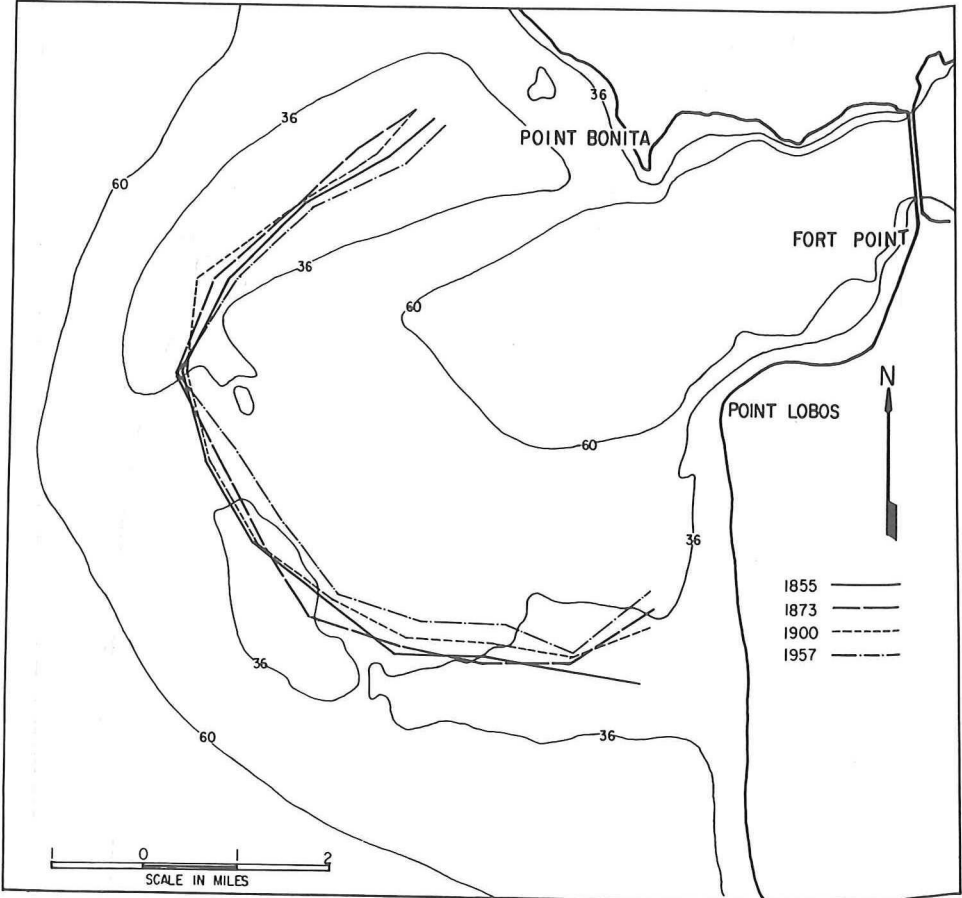 36
36
POINT BONITA
60
FORT POINT
36
60
N
POINT LOBOS
60
36
1855
1873
1900
1957
36
36
60
1 0 1 2
SCALE IN MILES